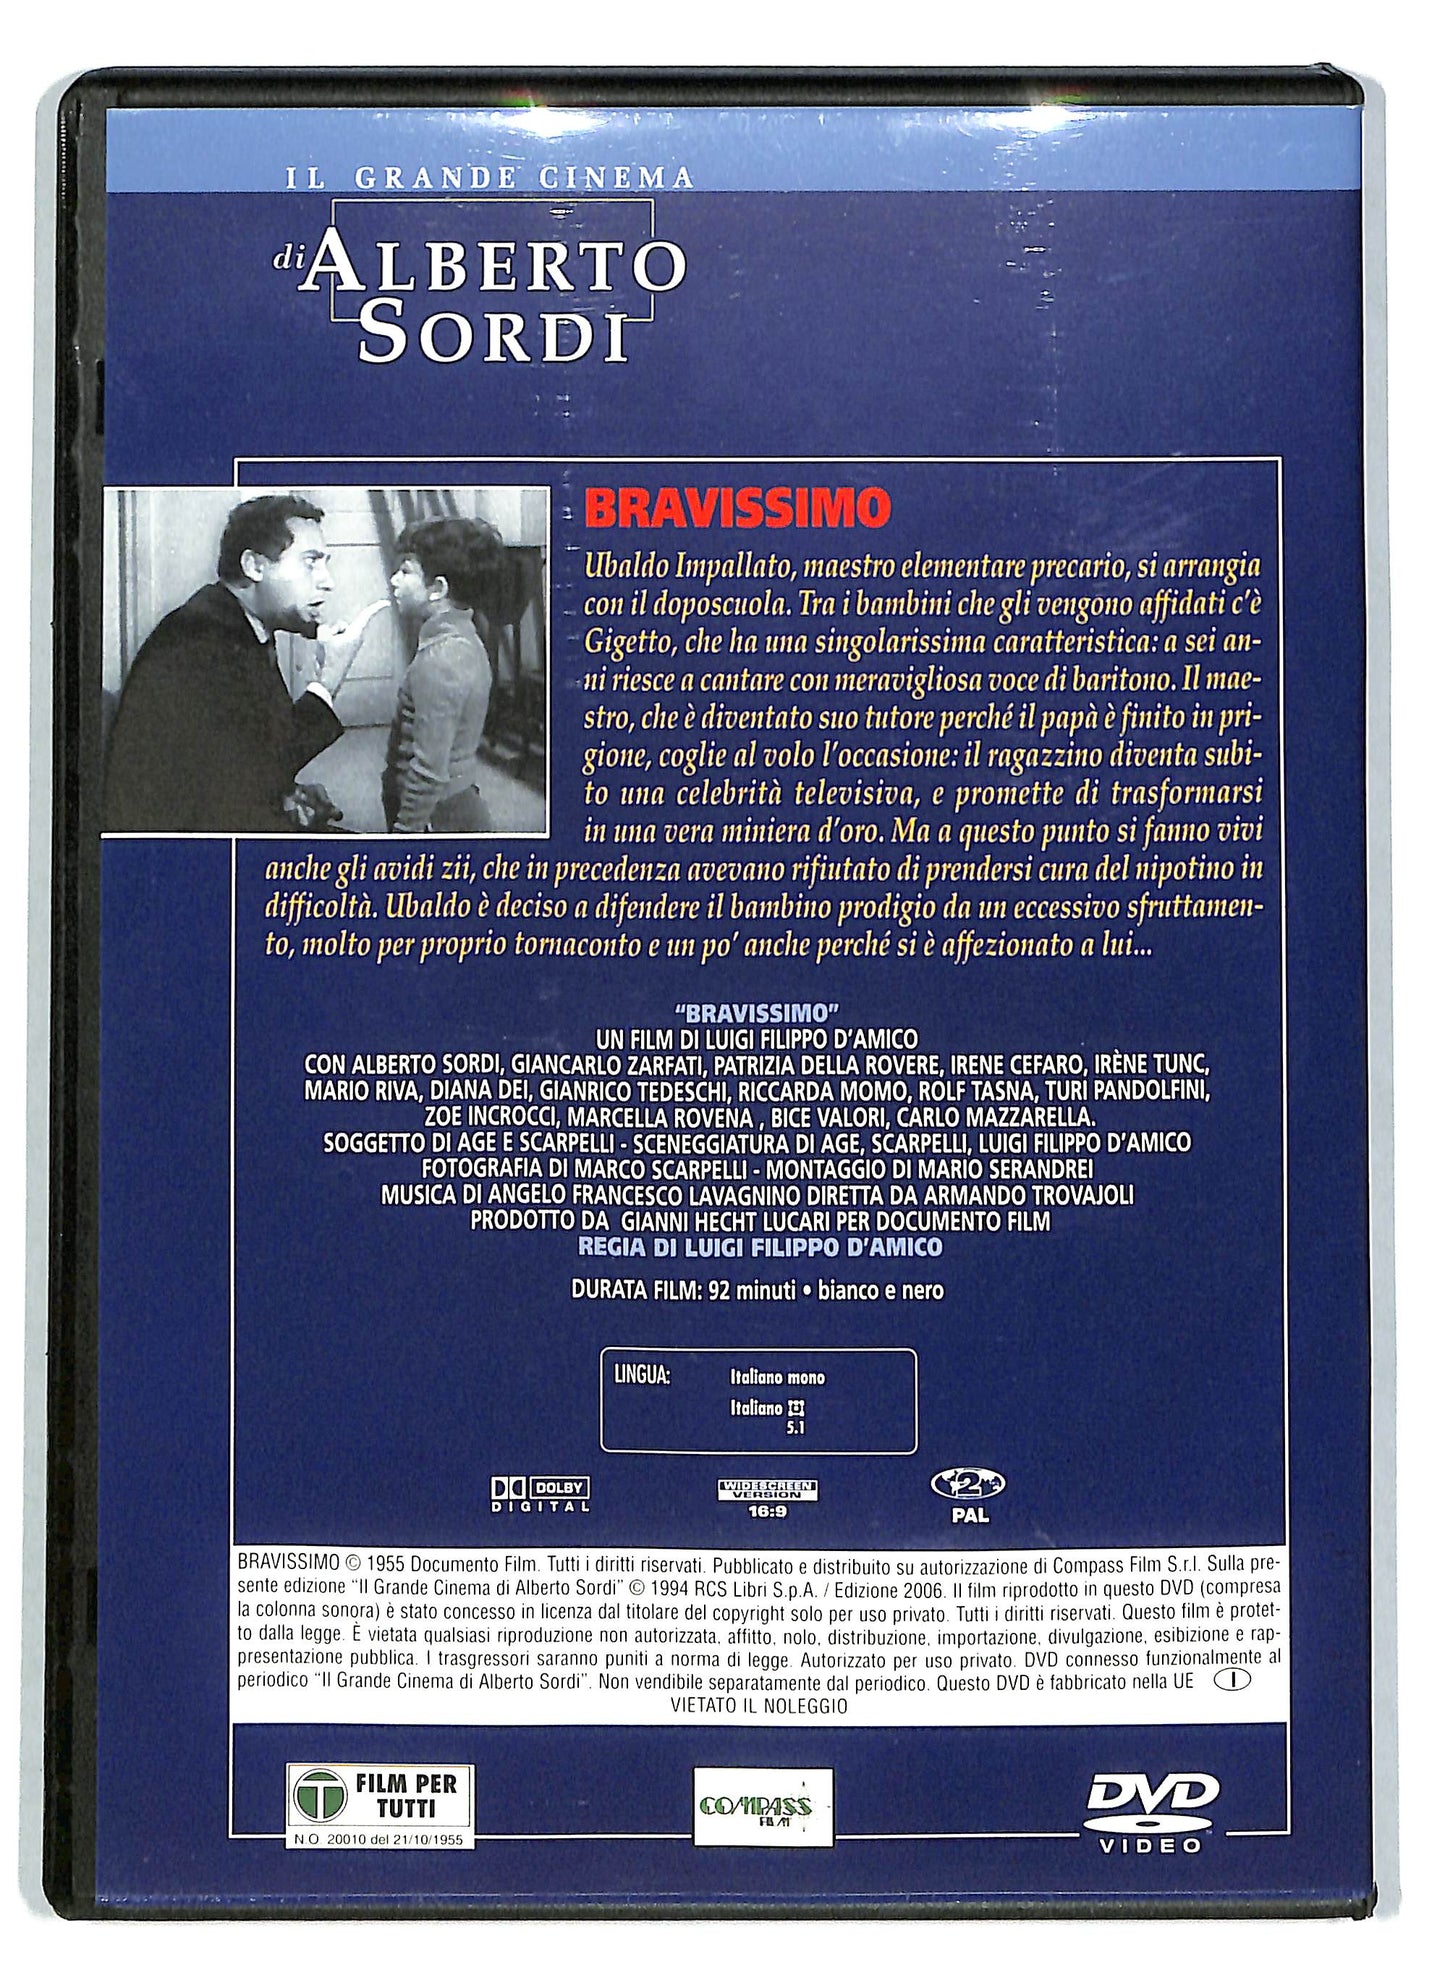 IL GRANDE CINEMA
di ALBERTO
SORDI
BRAVISSIMO
Ubaldo Impallato, maestro elementare precario, si arrangia
con il doposcuola. Tra i bambini che gli vengono affidati c'è
Gigetto, che ha una singolarissima caratteristica: a sei an-
ni riesce a cantare con meravigliosa voce di baritono. Il mae-
stro, che è diventato suo tutore perché il papà è finito in pri-
gione, coglie al volo l'occasione: il ragazzino diventa subi-
to una celebrità televisiva, e promette di trasformarsi
in una vera miniera d'oro. Ma a questo punto si fanno vivi
anche gli avidi zii, che in precedenza avevano rifiutato di prendersi cura del nipotino in
difficoltà. Ubaldo è deciso a difendere il bambino prodigio da un eccessivo sfruttamen-
to, molto per proprio tornaconto e un po' anche perché si è affezionato a lui...
"BRAVISSIMO"
UN FILM DI LUIGI FILIPPO D'AMICO
CON ALBERTO SORDI, GIANCARLO ZARFATI, PATRIZIA DELLA ROVERE, IRENE CEFARO, IRÈNE TUNC,
MARIO RIVA, DIANA DEI, GIANRICO TEDESCHI, RICCARDA MOMO, ROLF TASNA, TURI PANDOLFINI,
ZOE INCROCCI, MARCELLA ROVENA , BICE VALORI, CARLO MAZZARELLA.
SOGGETTO DI AGE E SCARPELLI - SCENEGGIATURA DI AGE, SCARPELLI, LUIGI FILIPPO D'AMICO
FOTOGRAFIA DI MARCO SCARPELLI - MONTAGGIO DI MARIO SERANDREI
MUSICA DI ANGELO FRANCESCO LAVAGNINO DIRETTA DA ARMANDO TROVAJOLI
PRODOTTO DA GIANNI HECHT LUCARI PER DOCUMENTO FILM
REGIA DI LUIGI FILIPPO D'AMICO
DURATA FILM: 92 minuti • bianco e nero
LINGUA: Italiano mono
Italiano
5.1
DOLBY
DIGITAL
WIDESCREEN
VERSION
16:9
2
PAL
BRAVISSIMO © 1955 Documento Film. Tutti i diritti riservati. Pubblicato e distribuito su autorizzazione di Compass Film S.r.l. Sulla pre-
sente edizione "Il Grande Cinema di Alberto Sordi" © 1994 RCS Libri S.p.A. / Edizione 2006. Il film riprodotto in questo DVD (compresa
la colonna sonora) è stato concesso in licenza dal titolare del copyright solo per uso privato. Tutti i diritti riservati. Questo film è protet-
to dalla legge. È vietata qualsiasi riproduzione non autorizzata, affitto, nolo, distribuzione, importazione, divulgazione, esibizione e rap-
presentazione pubblica. I trasgressori saranno puniti a norma di legge. Autorizzato per uso privato. DVD connesso funzionalmente al
periodico "Il Grande Cinema di Alberto Sordi". Non vendibile separatamente dal periodico. Questo DVD è fabbricato nella UE I
VIETATO IL NOLEGGIO
T FILM PER
TUTTI
N.O. 20010 del 21/10/1955
COMPASS
FILM
DVD
VIDEO